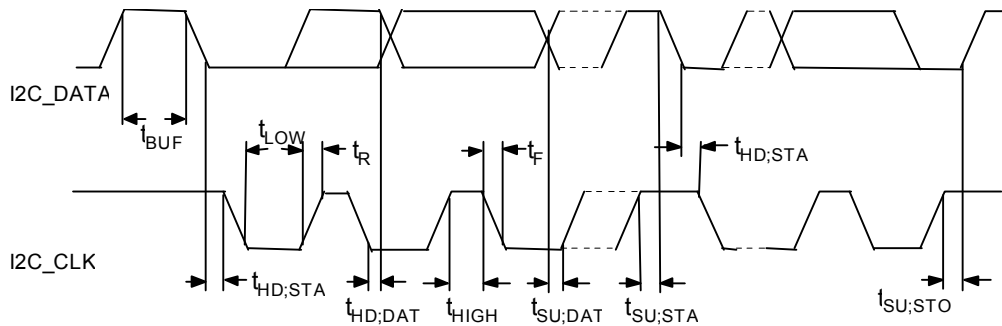 I2C_DATA
tBUF
tLOW
tR
tF
tHD;STA
I2C_CLK
tHD;STA
tHD;DAT
tHIGH
tSU;DAT
tSU;STA
tSU;STO